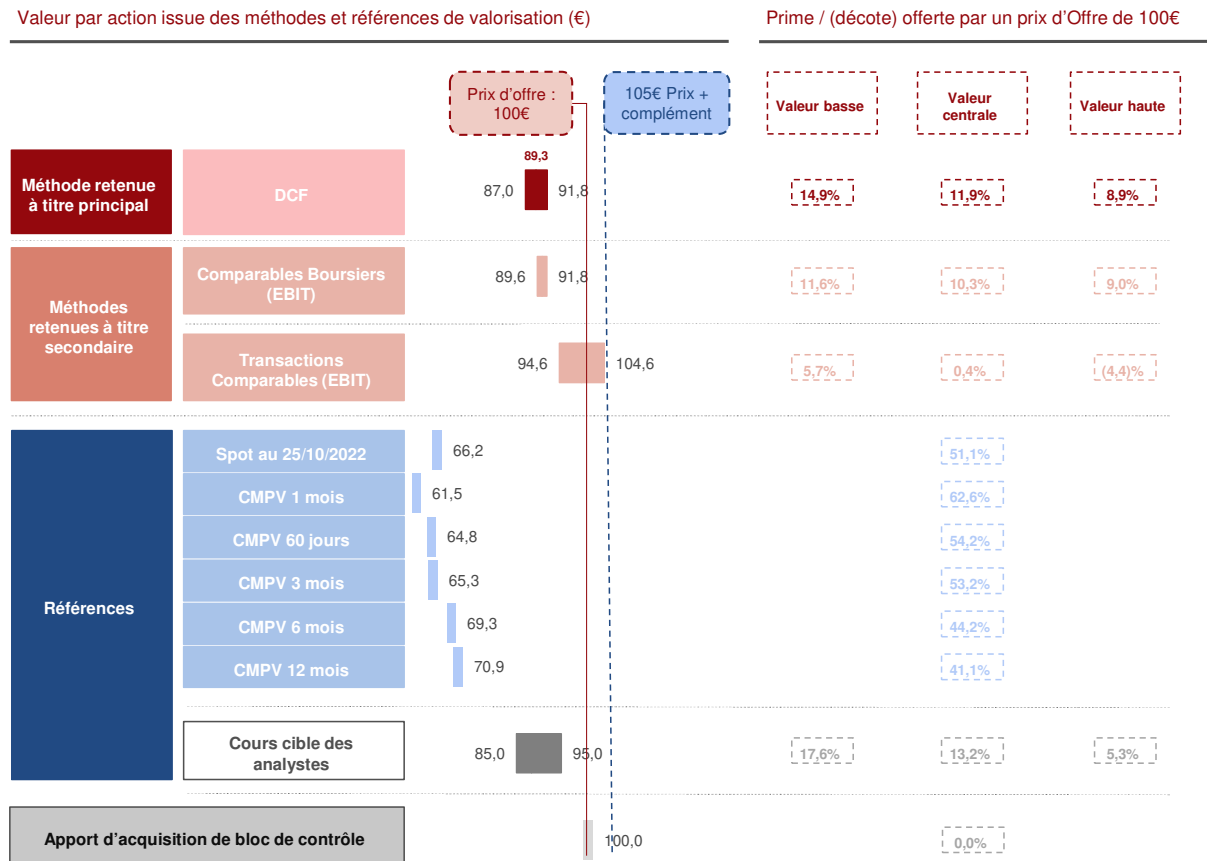 Valeur par action issue des méthodes et références de valorisation (€)
Prime / (décote) offerte par un prix d'Offre de 100€
Prix d'offre :
100€
105€ Prix +
complément
Valeur basse
Valeur
centrale
Valeur haute
Méthode retenue
à titre principal
DCF
89,3
87,0
91,8
14,9%
11,9%
8,9%
Méthodes
retenues à titre
secondaire
Comparables Boursiers
(EBIT)
89,6
91,8
11,6%
10,3%
9,0%
Transactions
Comparables (EBIT)
94,6
104,6
5,7%
0,4%
(4,4)%
Références
Spot au 25/10/2022
66,2
51,1%
CMPV 1 mois
61,5
62,6%
CMPV 60 jours
64,8
54,2%
CMPV 3 mois
65,3
53,2%
CMPV 6 mois
69,3
44,2%
CMPV 12 mois
70,9
41,1%
Cours cible des
analystes
85,0
95,0
17,6%
13,2%
5,3%
Apport d'acquisition de bloc de contrôle
100,0
0,0%